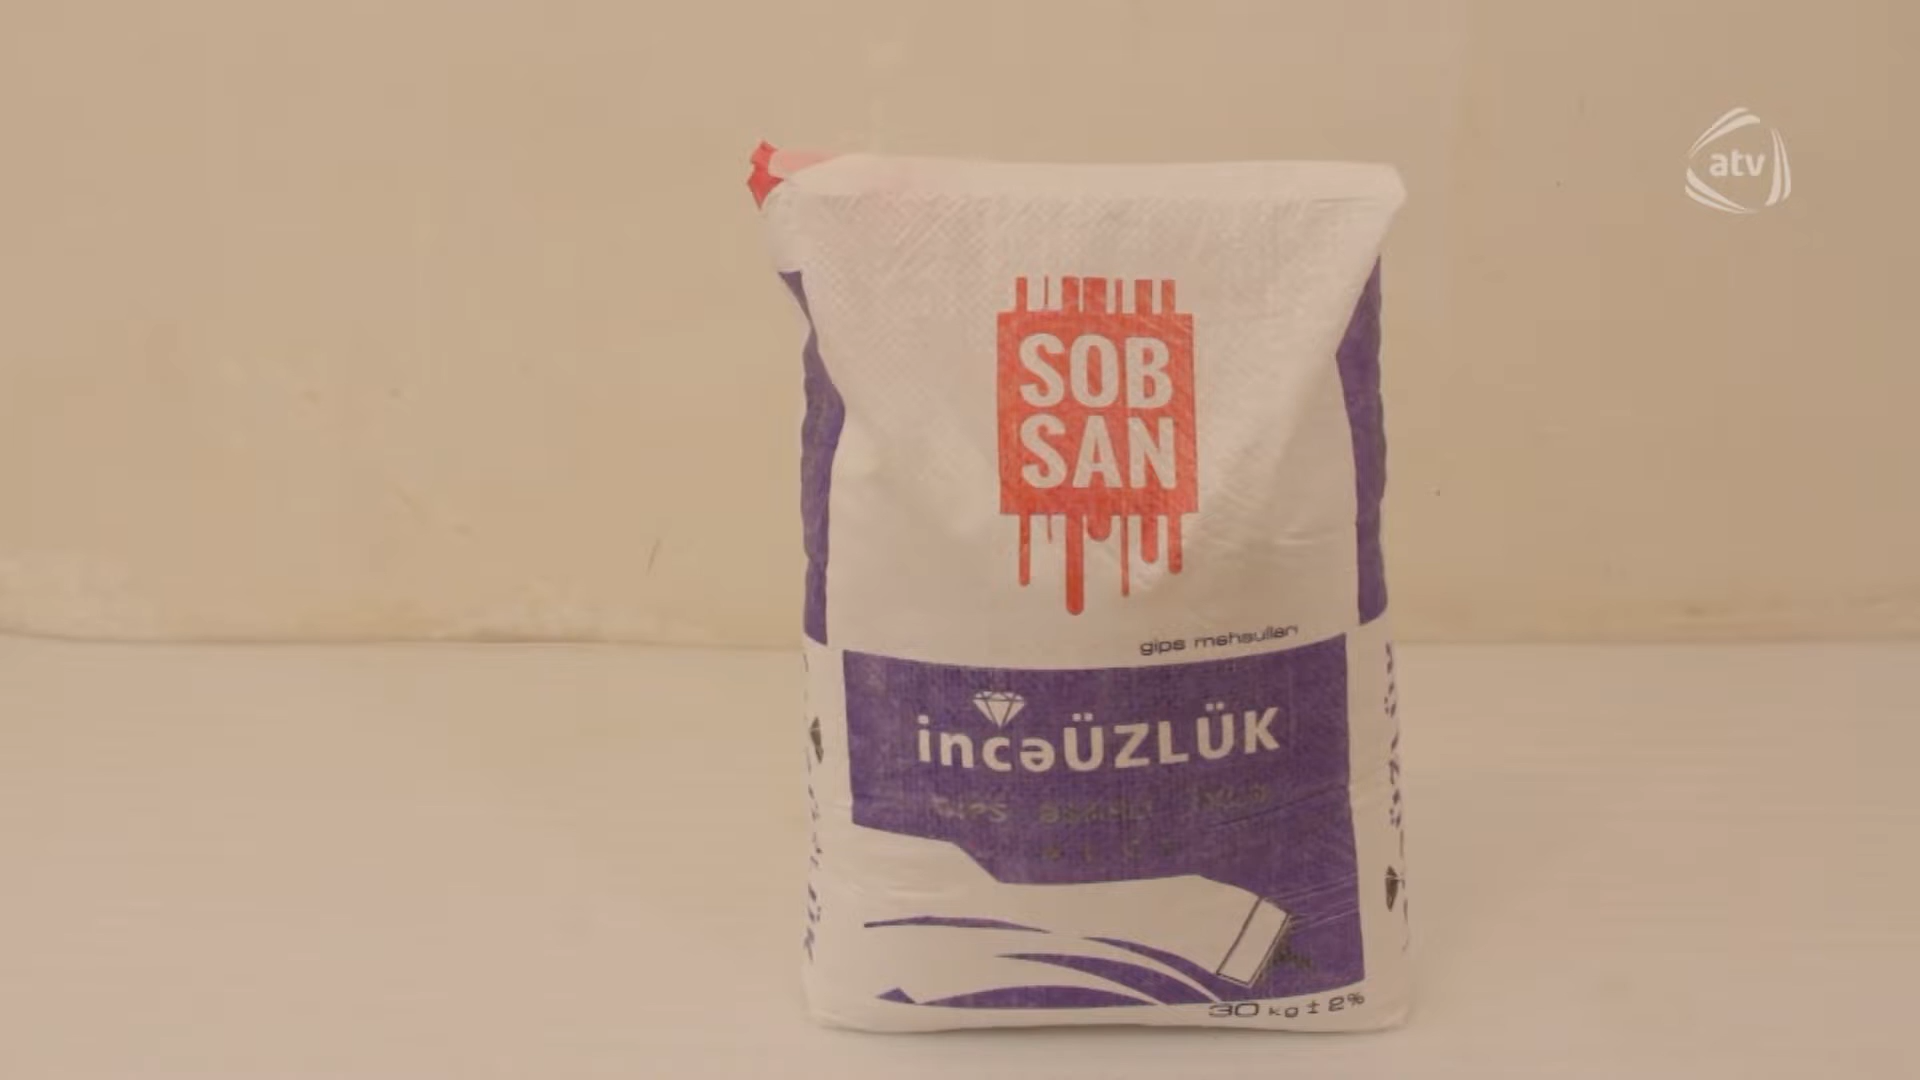 atv
SOB
SAN
gips məhsulları
incəÜZLÜK
30 kg ± 2%